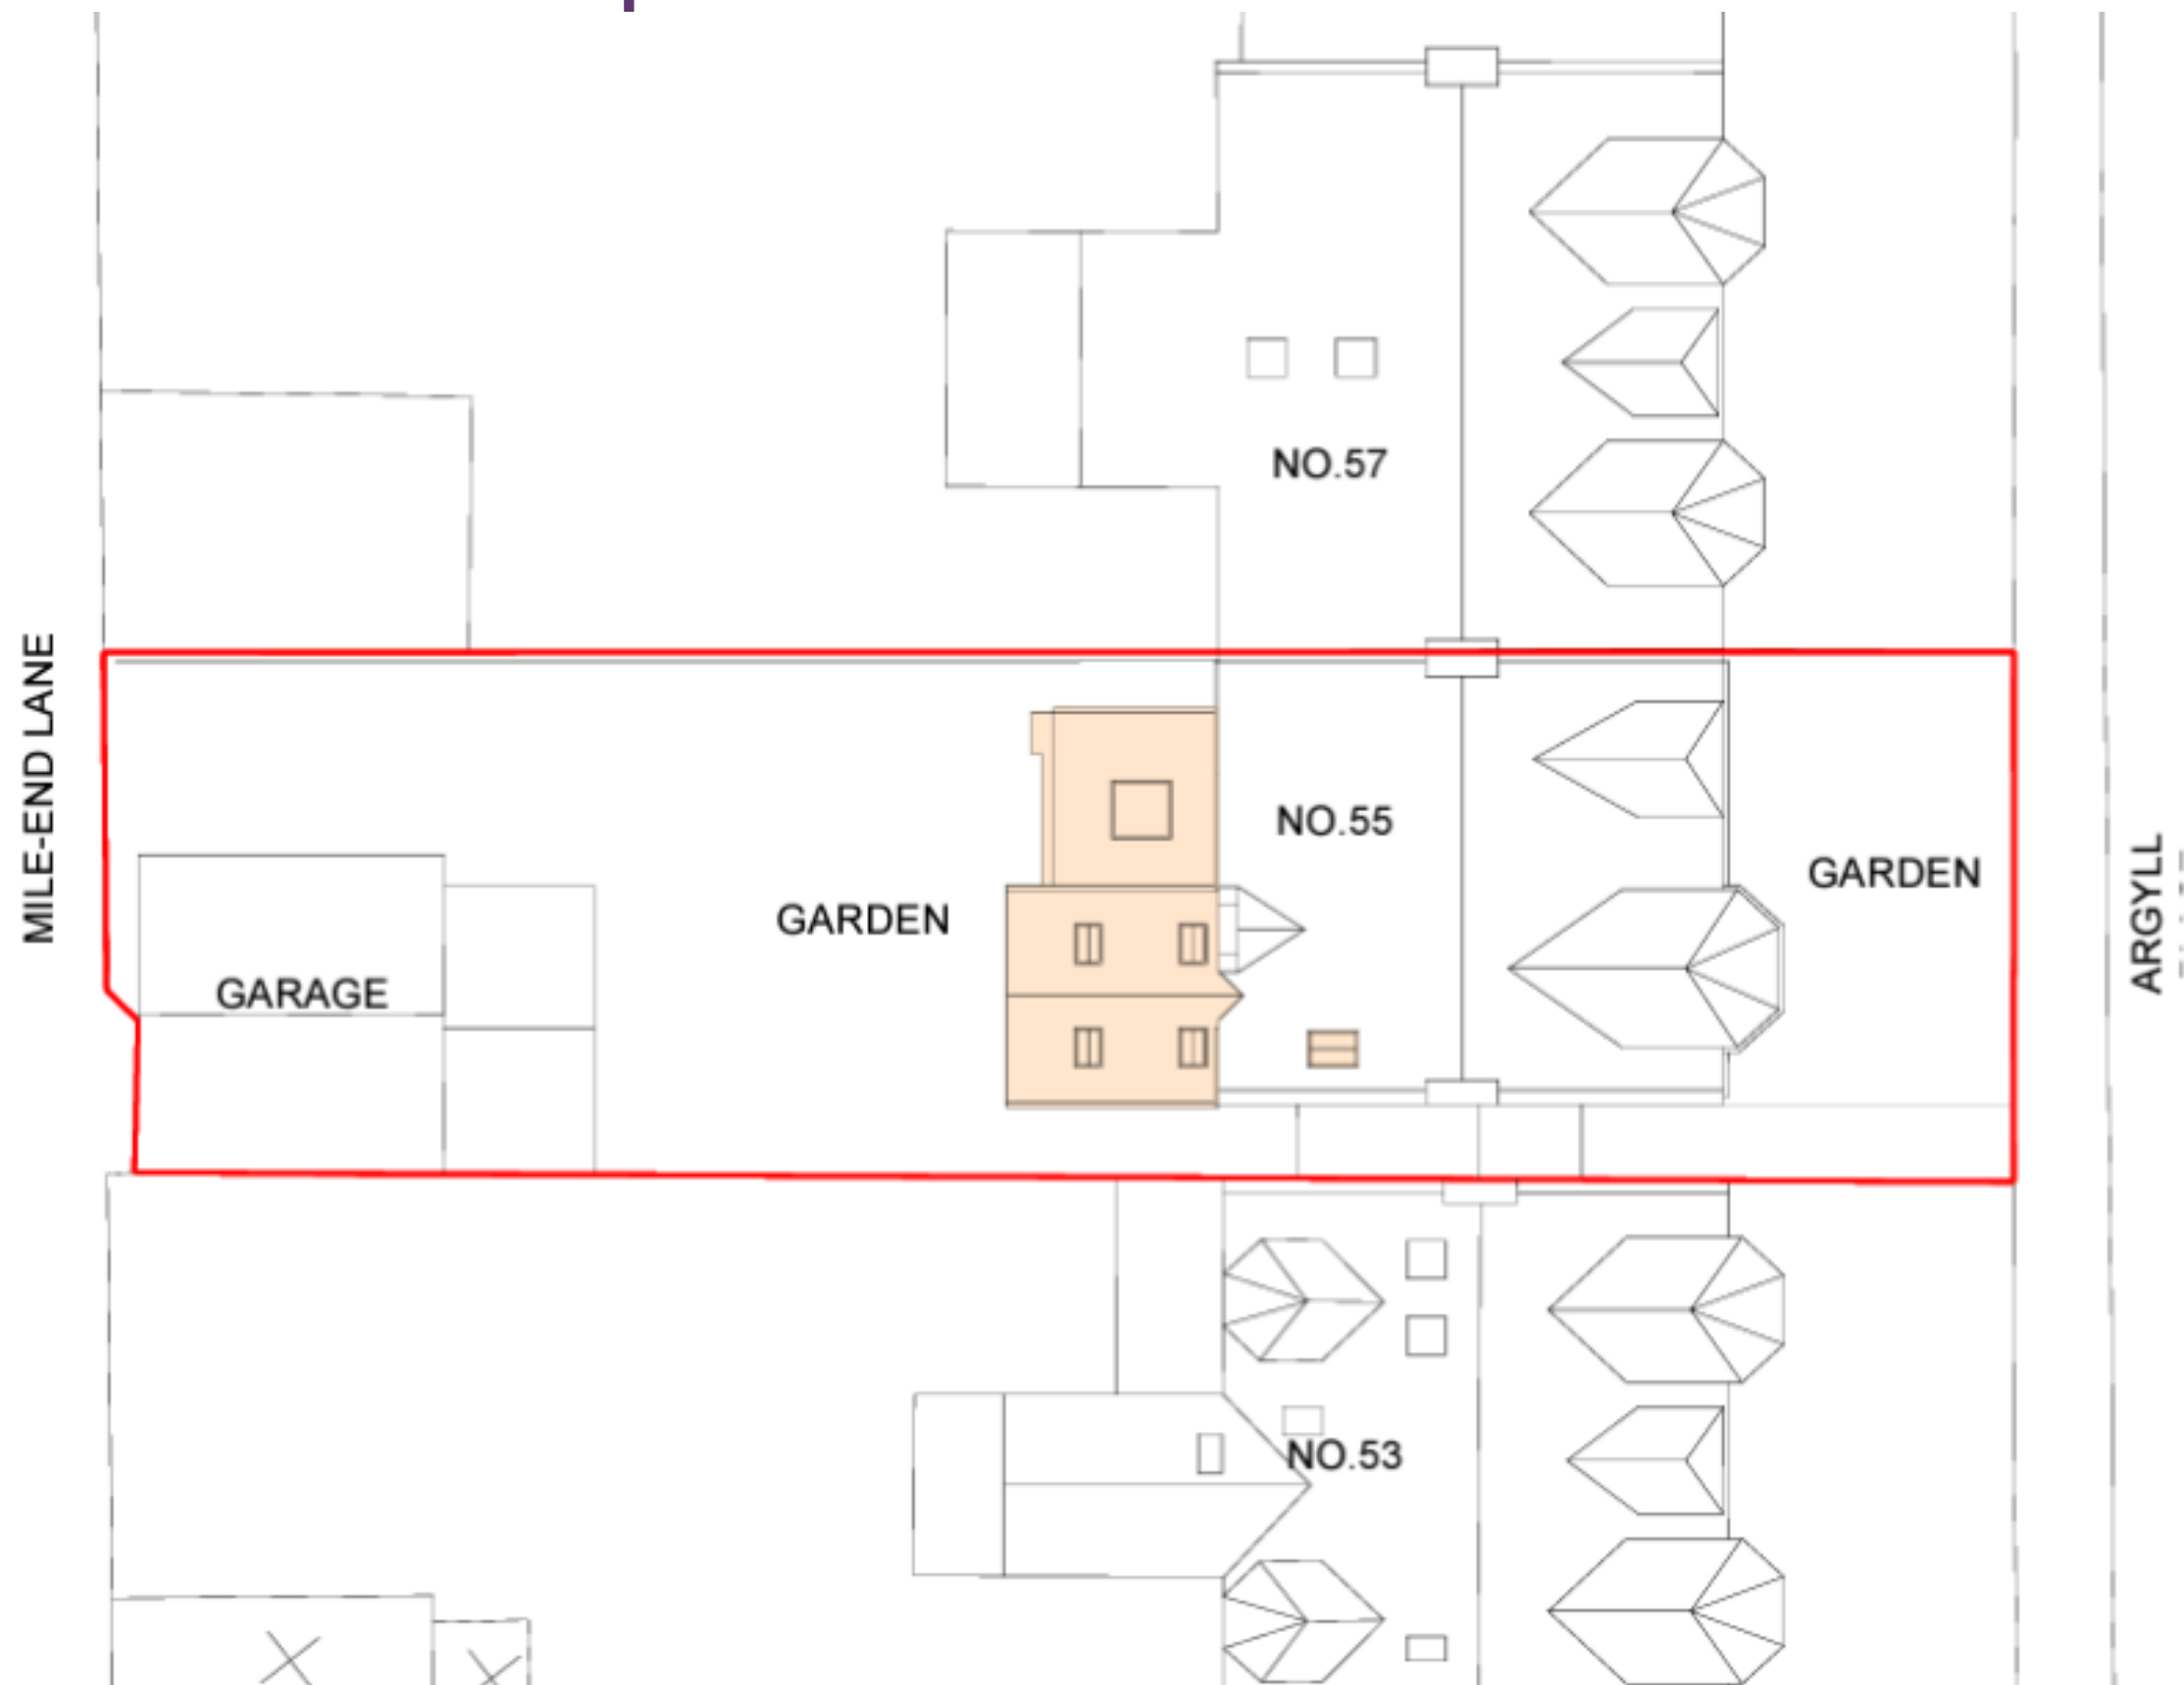 NO.57
MILE-END LANE
NO.55
GARDEN
ARGYLL
GARDEN
GARAGE
NO.53